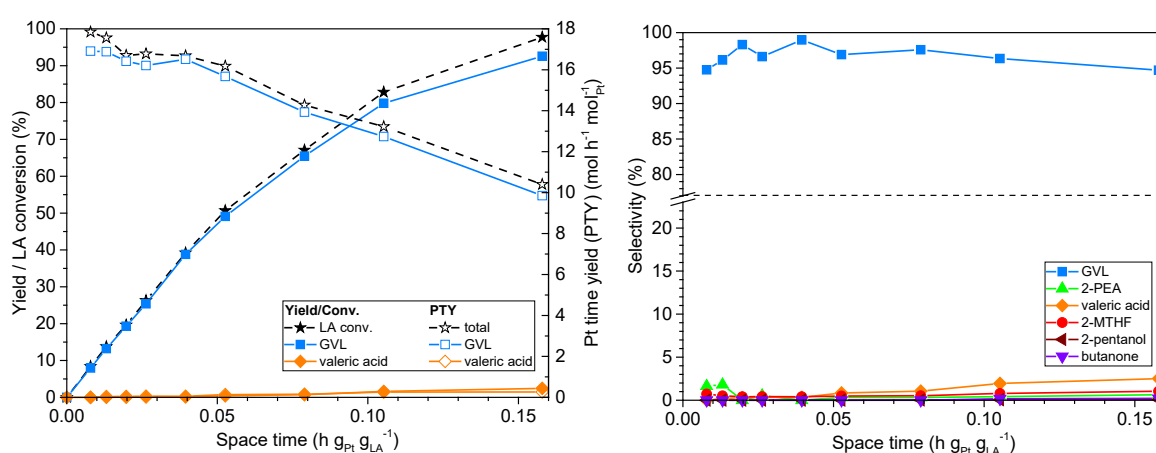 100
90
80
70
60
50
40
30
20
10
0
Yield / LA conversion (%)
18
16
14
12
10
8
6
4
2
0
Pt time yield (PTY) (mol h⁻¹ mol⁻¹Pt)
Yield/Conv. PTY
LA conv. total
GVL GVL
valeric acid valeric acid
0.00 0.05 0.10 0.15
Space time (h gPt gLA⁻¹)
100
95
90
85
80
20
15
10
5
0
Selectivity (%)
GVL
2-PEA
valeric acid
2-MTHF
2-pentanol
butanone
0.00 0.05 0.10 0.15
Space time (h gPt gLA⁻¹)